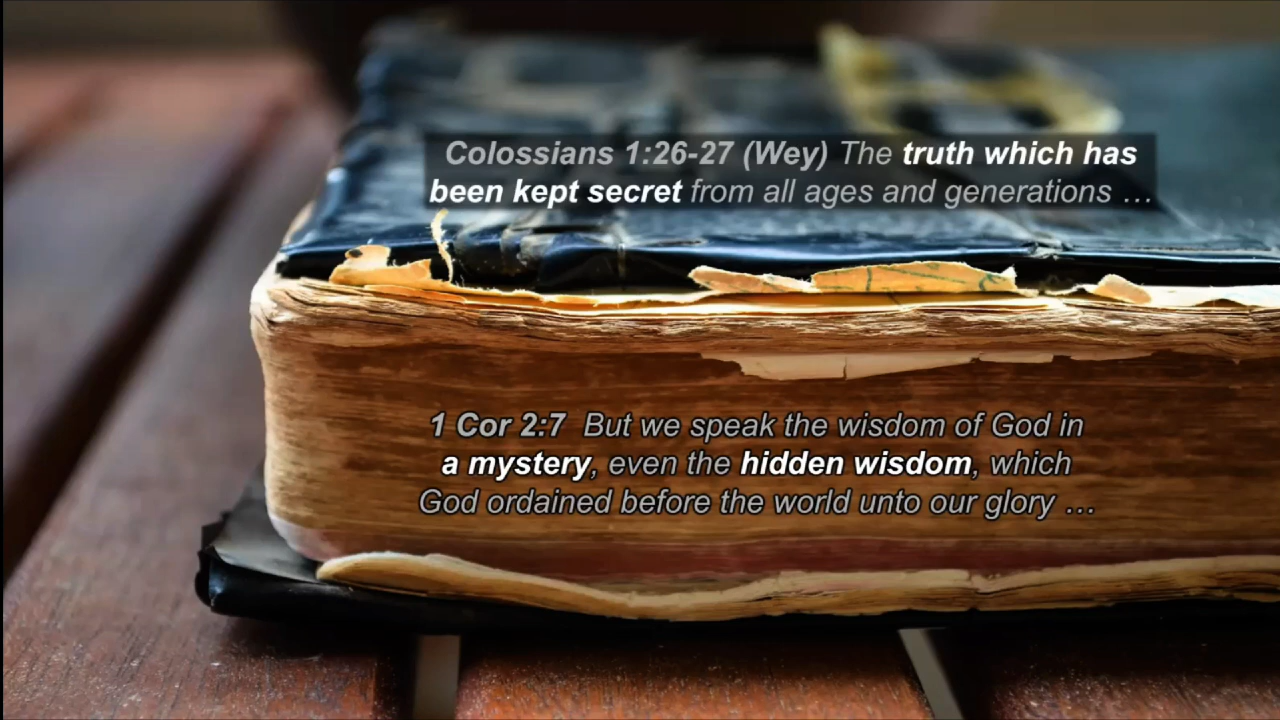 Colossians 1:26-27 (Wey) The truth which has
been kept secret from all ages and generations …
1 Cor 2:7 But we speak the wisdom of God in
a mystery, even the hidden wisdom, which
God ordained before the world unto our glory …